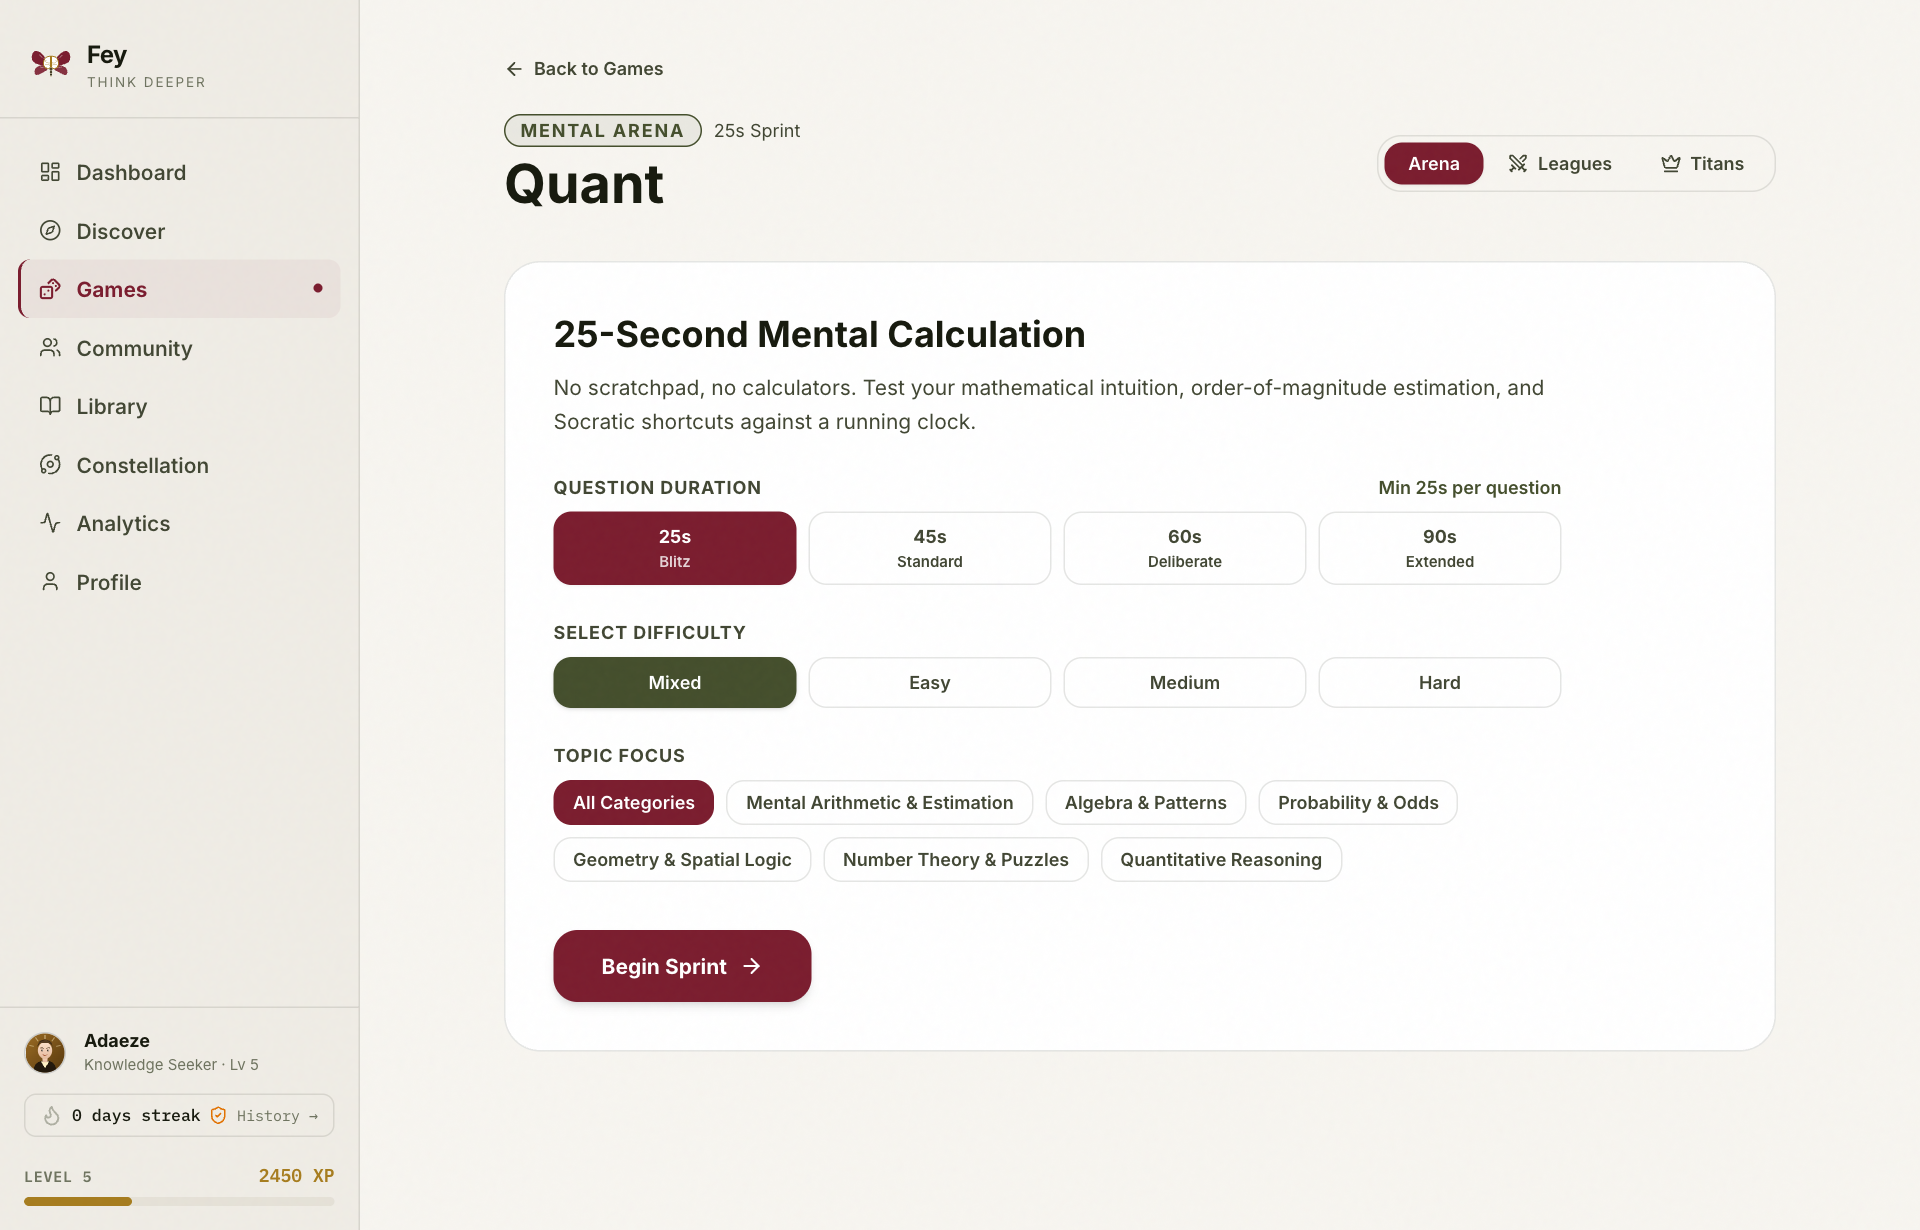 Fey
THINK DEEPER
Dashboard
Discover
Games
Community
Library
Constellation
Analytics
Profile
Adaeze
Knowledge Seeker · Lv 5
0 days streak History →
LEVEL 5 2450 XP
← Back to Games
MENTAL ARENA 25s Sprint
Quant
Arena Leagues Titans
25-Second Mental Calculation
No scratchpad, no calculators. Test your mathematical intuition, order-of-magnitude estimation, and
Socratic shortcuts against a running clock.
QUESTION DURATION Min 25s per question
25s 45s 60s 90s
Blitz Standard Deliberate Extended
SELECT DIFFICULTY
Mixed Easy Medium Hard
TOPIC FOCUS
All Categories Mental Arithmetic & Estimation Algebra & Patterns Probability & Odds
Geometry & Spatial Logic Number Theory & Puzzles Quantitative Reasoning
Begin Sprint →